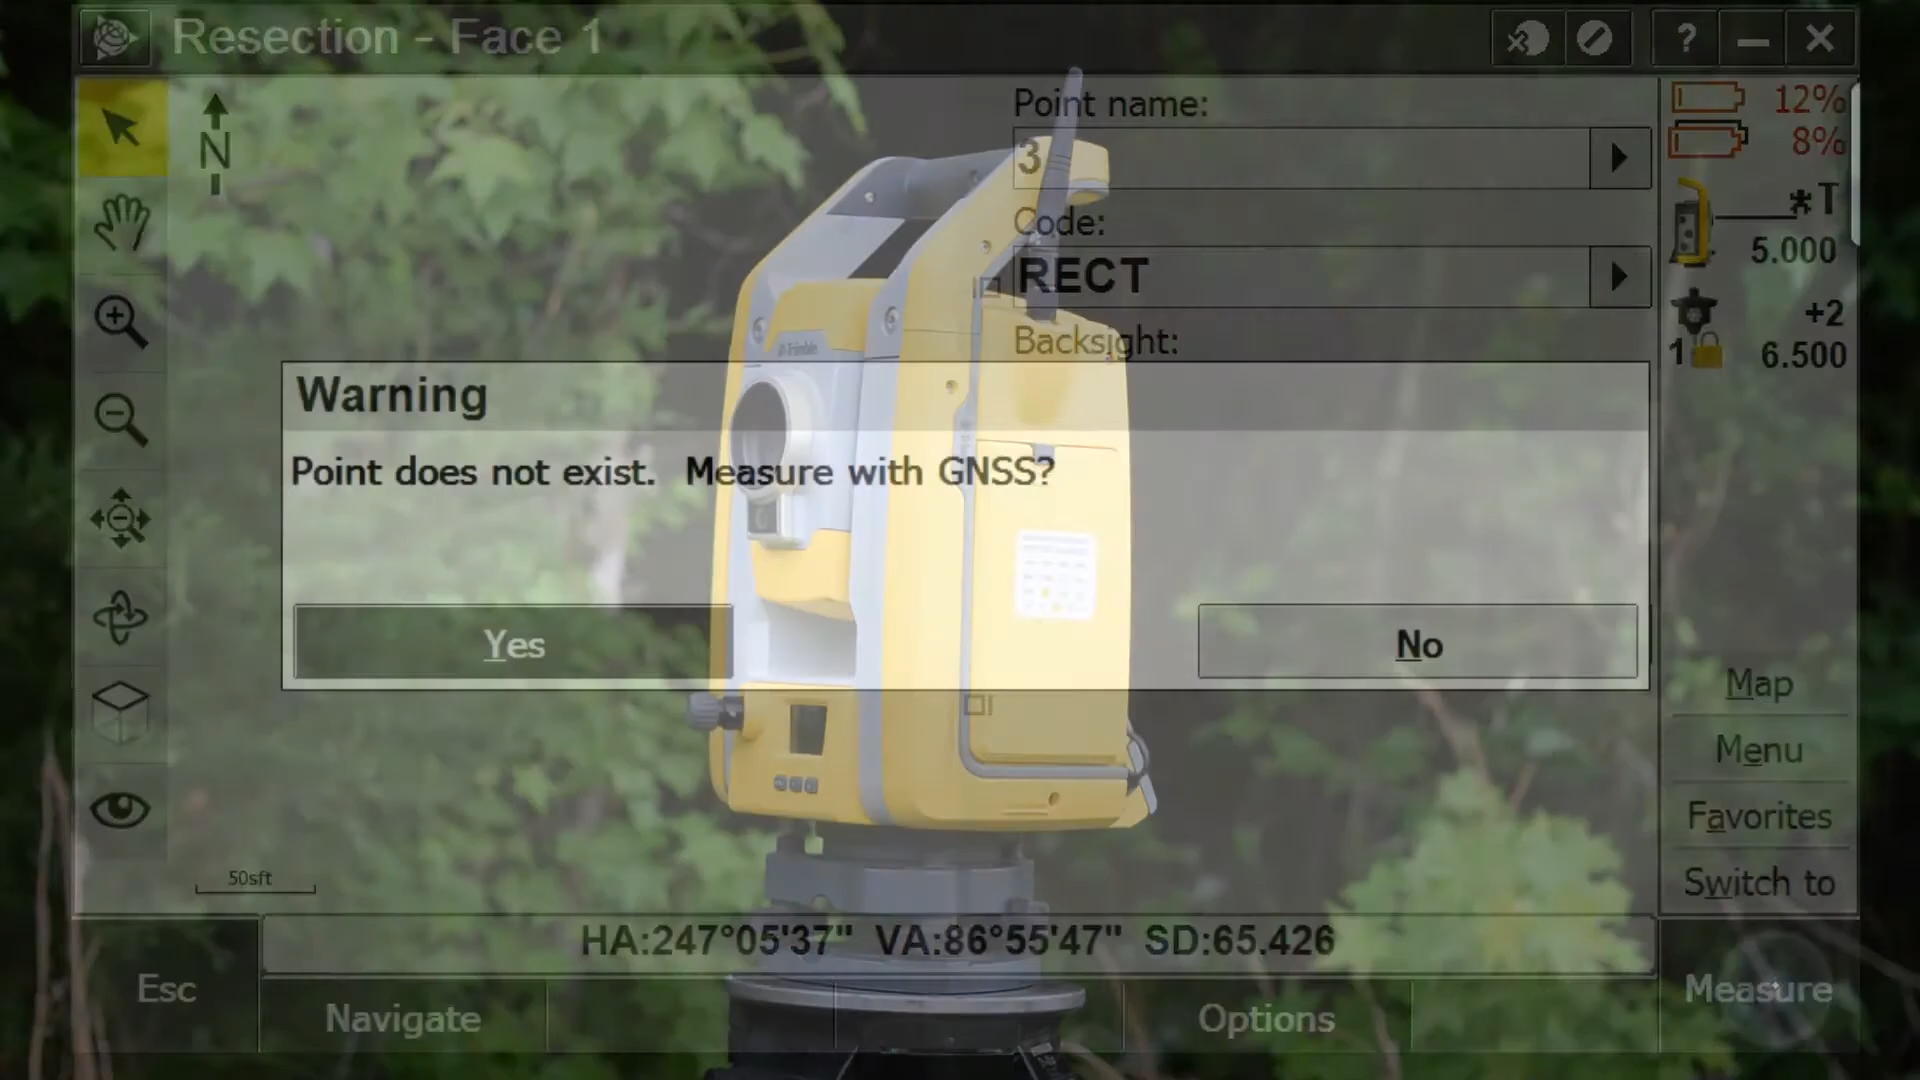 Resection - Face 1
?
N
Point name:
3
Code:
RECT
Backsight:
12%
8%
*T
5.000
+2
1
6.500
Trimble
Warning
Point does not exist. Measure with GNSS?
Yes
No
Map
Menu
Favorites
Switch to
50sft
HA:247°05'37" VA:86°55'47" SD:65.426
Esc
Navigate
Options
Measure